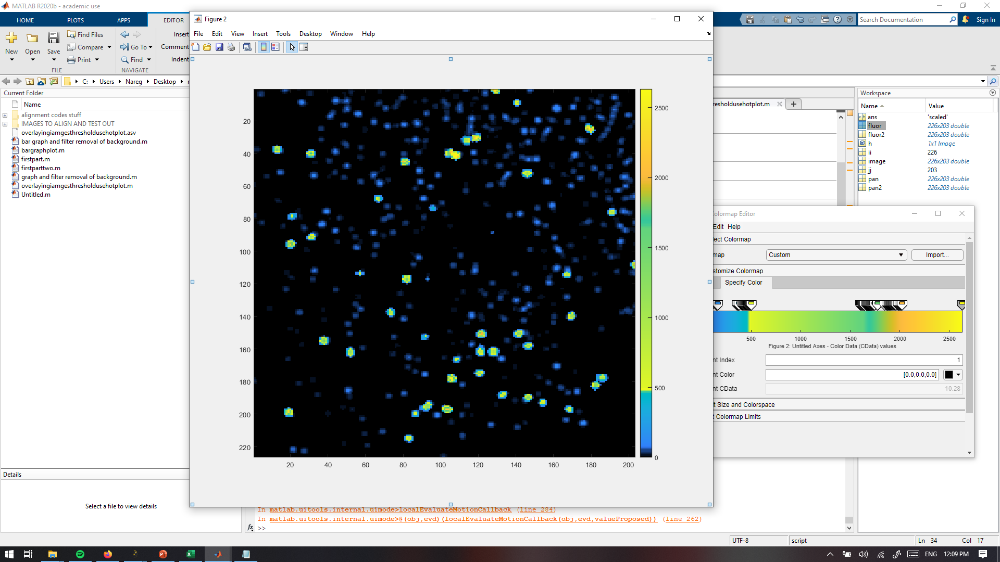 MATLAB R2020b - academic use
HOME PLOTS APPS EDITOR
Search Documentation
Sign In
New
Open
Save
Find Files
Compare
Print
Go To
Find
Insert
Comment
Indent
FILE
NAVIGATE
C:
Users
Nareg
Desktop
Current Folder
Name
alignment codes stuff
IMAGES TO ALIGN AND TEST OUT
overlayingiamgesthresholdusehotplot.asv
bar graph and filter removal of background.m
bargraphplot.m
firstpart.m
firstparttwo.m
graph and filter removal of background.m
overlayingiamgesthresholdusehotplot.m
Untitled.m
Details
Select a file to view details
Figure 2
File Edit View Insert Tools Desktop Window Help
20
40
60
80
100
120
140
160
180
200
220
20 40 60 80 100 120 140 160 180 200
2500
2000
1500
1000
500
0
resholdusehotplot.m
Workspace
Name Value
ans 'scaled'
fluor 226x203 double
fluor2 226x203 double
h 1x1 Image
ii 226
image 226x203 double
jj 203
pan 226x203 double
pan2 226x203 double
olormap Editor
Edit Help
lect Colormap
map Custom Import...
stomize Colormap
Specify Color
500 1000 1500 2000 2500
Figure 2: Untitled Axes - Color Data (CData) values
nt Index 1
nt Color [0.0,0.0,0.0]
nt CData 10.28
it Size and Colorspace
t Colormap Limits
In matlab.uitools.internal.uimode>localEvaluateMotionCallback (line 284)
In matlab.uitools.internal.uimode>@(obj,evd)(localEvaluateMotionCallback(obj,evd,valueProposed)) (line 262)
fx >>
UTF-8
script
Ln 34 Col 17
ENG
12:09 PM